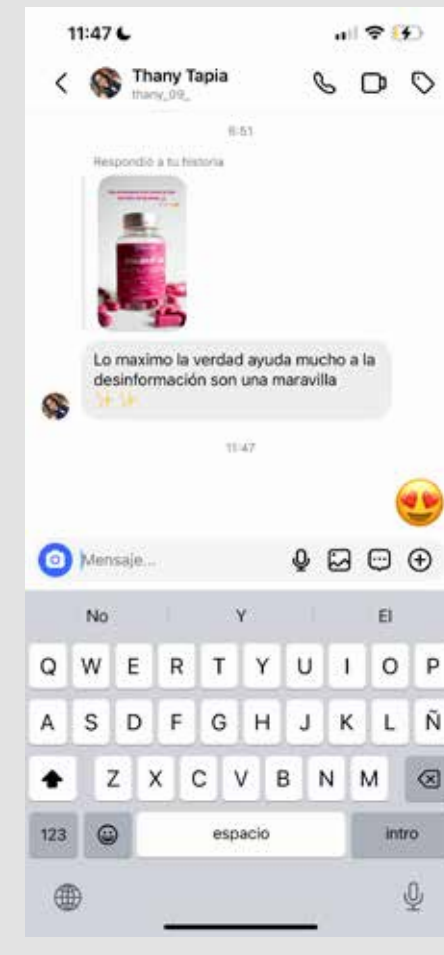 11:47
Thany Tapia
thany_09_
6:51
Respondió a tu historia
Lo maximo la verdad ayuda mucho a la
desinformación son una maravilla
11:47
Mensaje...
No Y El
Q W E R T Y U I O P
A S D F G H J K L Ñ
Z X C V B N M
123 espacio intro